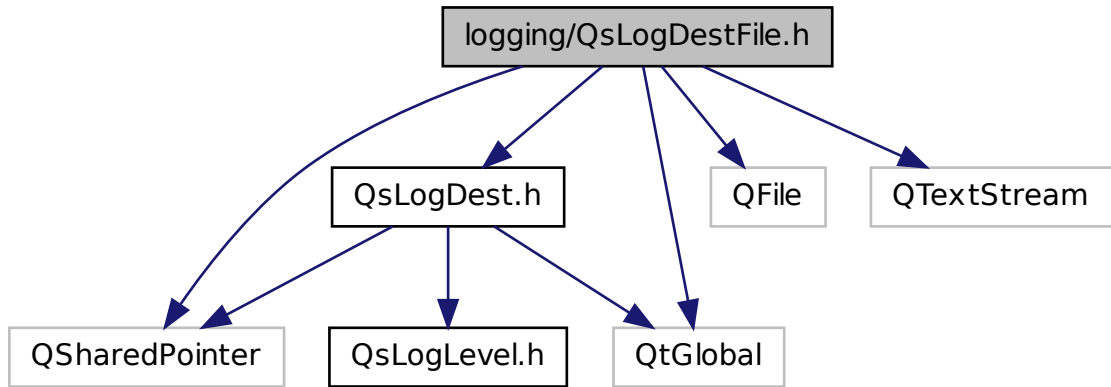 logging/QsLogDestFile.h
QsLogDest.h
QFile
QTextStream
QSharedPointer
QsLogLevel.h
QtGlobal